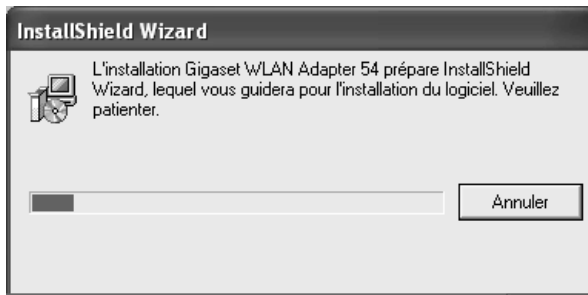 InstallShield Wizard
L'installation Gigaset WLAN Adapter 54 prépare InstallShield
Wizard, lequel vous guidera pour l'installation du logiciel. Veuillez
patienter.
Annuler